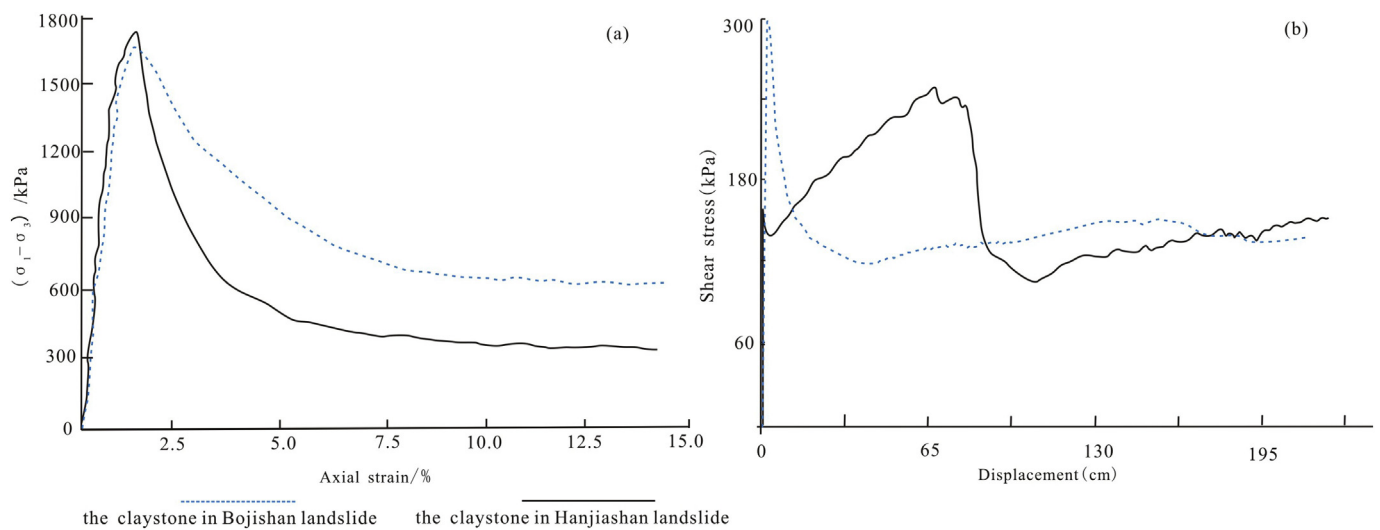 1800
1500
1200
900
600
300
0
2.5
5.0
7.5
10.0
12.5
15.0
(σ₁−σ₃) /kPa
Axial strain/%
(a)
300
180
60
0
65
130
195
Shear stress(kPa)
Displacement(cm)
(b)
the claystone in Bojishan landslide
the claystone in Hanjiashan landslide